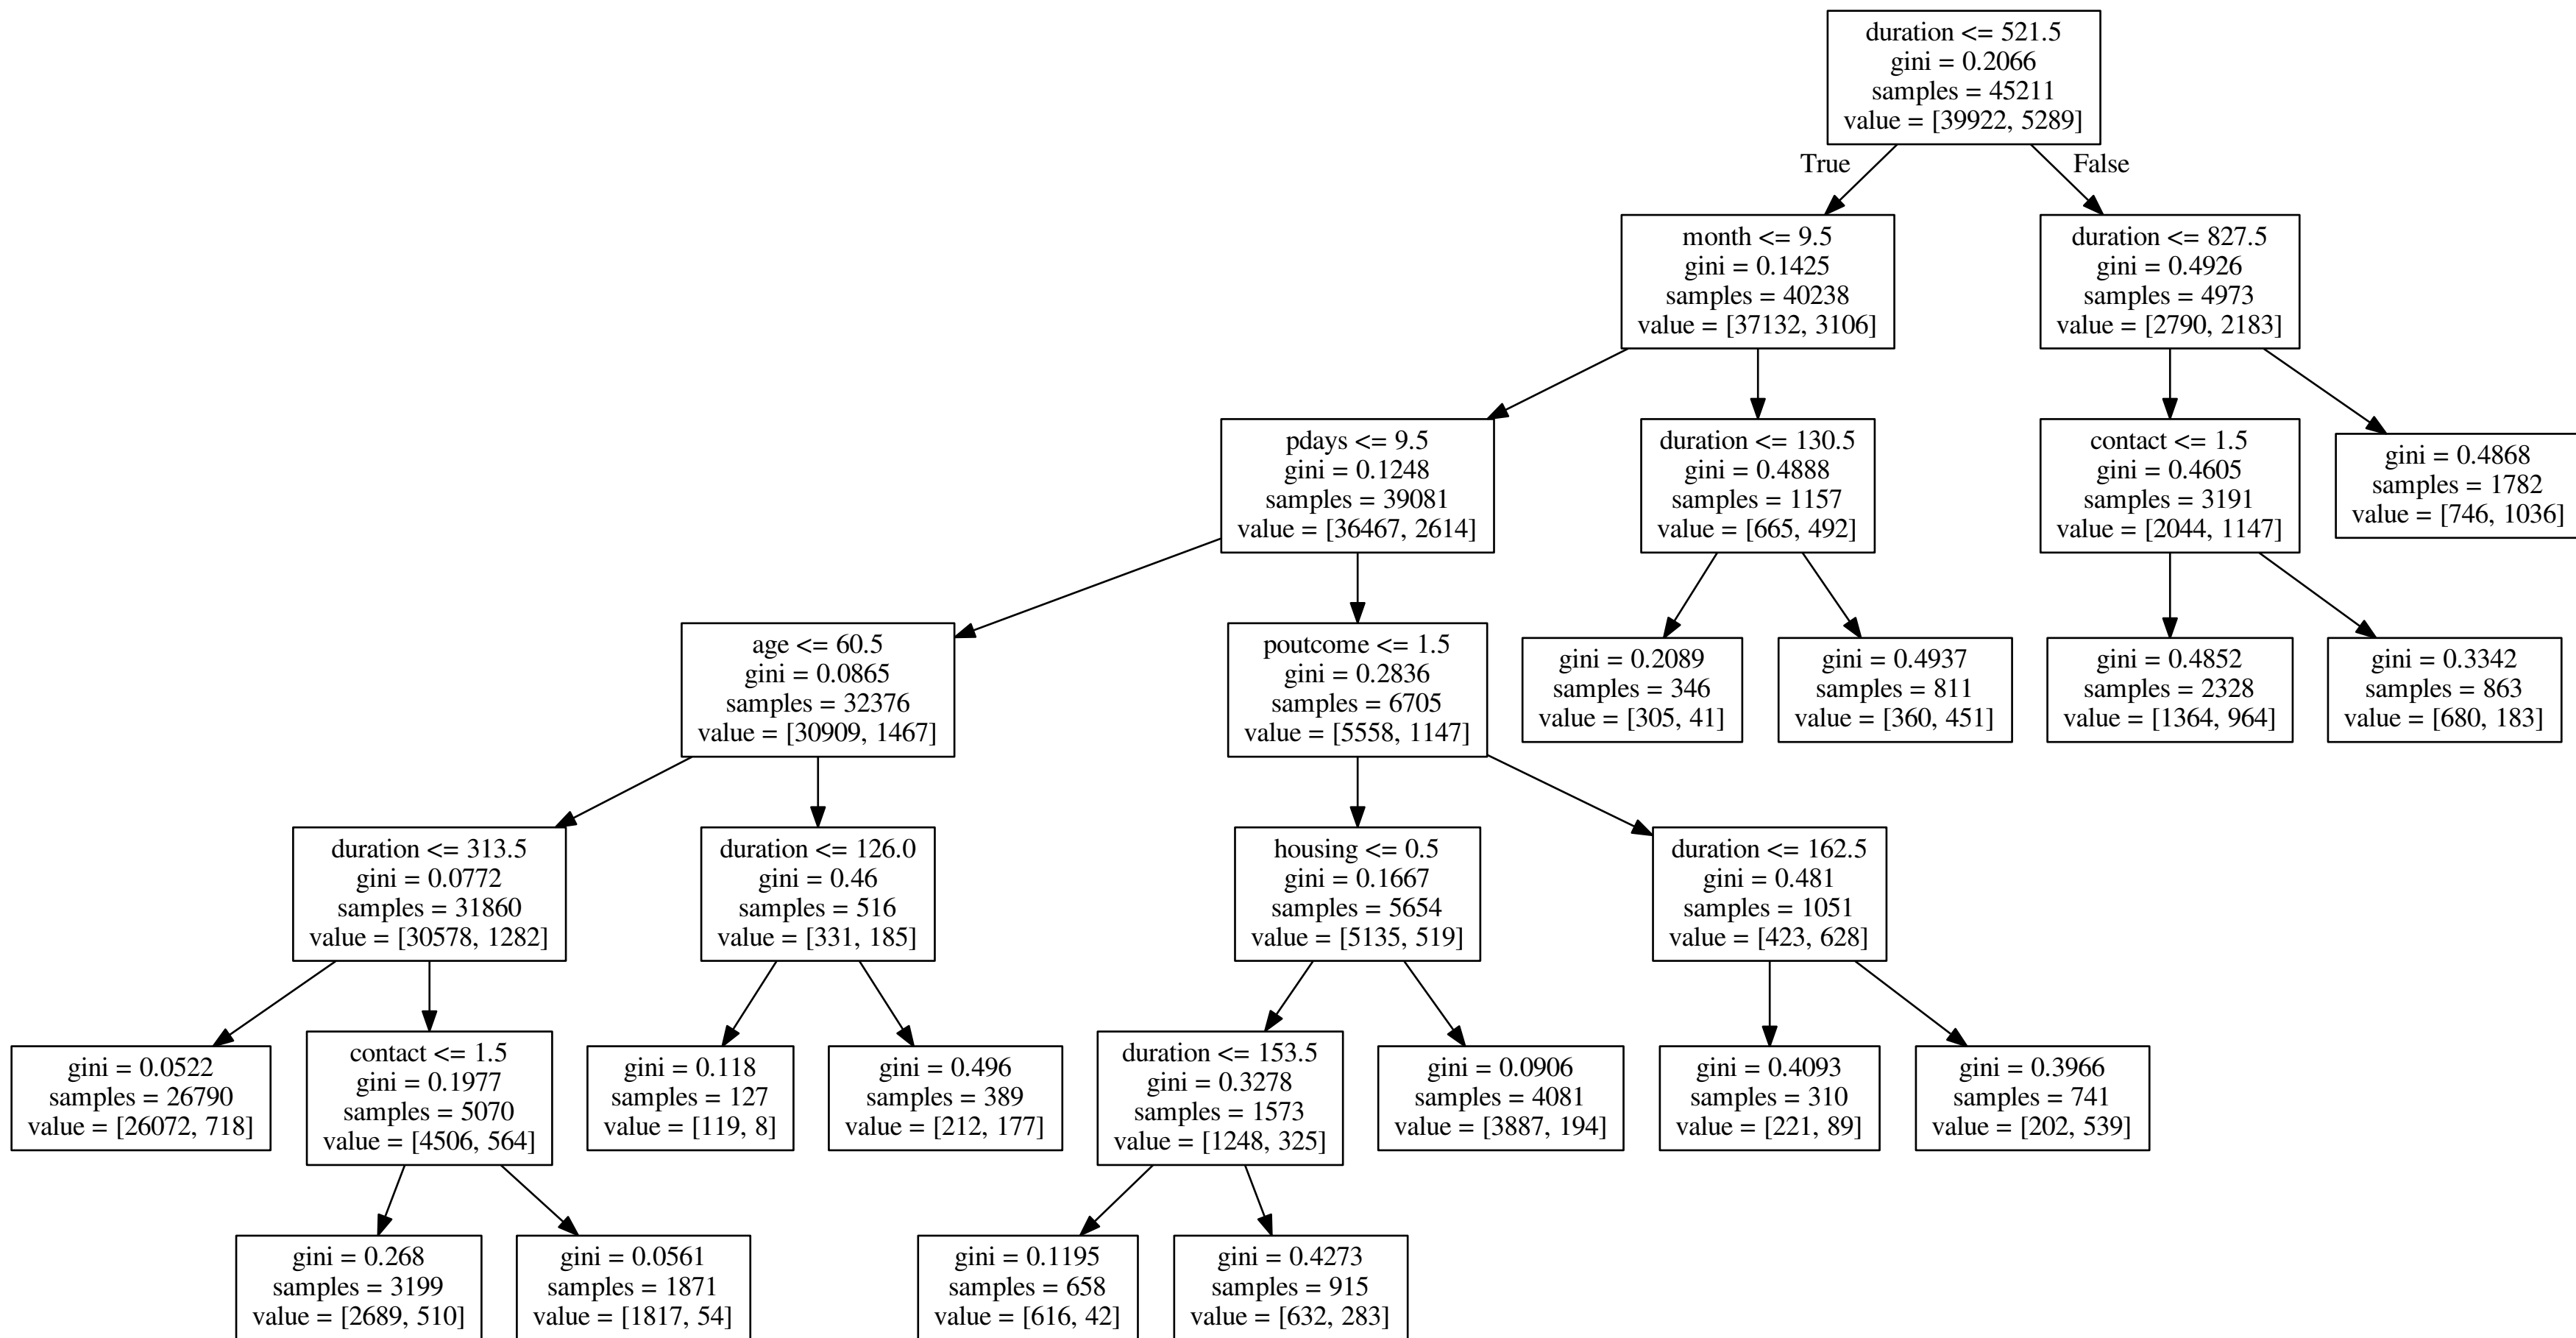 duration <= 521.5
gini = 0.2066
samples = 45211
value = [39922, 5289]
True
False
month <= 9.5
gini = 0.1425
samples = 40238
value = [37132, 3106]
duration <= 827.5
gini = 0.4926
samples = 4973
value = [2790, 2183]
pdays <= 9.5
gini = 0.1248
samples = 39081
value = [36467, 2614]
duration <= 130.5
gini = 0.4888
samples = 1157
value = [665, 492]
contact <= 1.5
gini = 0.4605
samples = 3191
value = [2044, 1147]
gini = 0.4868
samples = 1782
value = [746, 1036]
age <= 60.5
gini = 0.0865
samples = 32376
value = [30909, 1467]
poutcome <= 1.5
gini = 0.2836
samples = 6705
value = [5558, 1147]
gini = 0.2089
samples = 346
value = [305, 41]
gini = 0.4937
samples = 811
value = [360, 451]
gini = 0.4852
samples = 2328
value = [1364, 964]
gini = 0.3342
samples = 863
value = [680, 183]
duration <= 313.5
gini = 0.0772
samples = 31860
value = [30578, 1282]
duration <= 126.0
gini = 0.46
samples = 516
value = [331, 185]
housing <= 0.5
gini = 0.1667
samples = 5654
value = [5135, 519]
duration <= 162.5
gini = 0.481
samples = 1051
value = [423, 628]
gini = 0.0522
samples = 26790
value = [26072, 718]
contact <= 1.5
gini = 0.1977
samples = 5070
value = [4506, 564]
gini = 0.118
samples = 127
value = [119, 8]
gini = 0.496
samples = 389
value = [212, 177]
duration <= 153.5
gini = 0.3278
samples = 1573
value = [1248, 325]
gini = 0.0906
samples = 4081
value = [3887, 194]
gini = 0.4093
samples = 310
value = [221, 89]
gini = 0.3966
samples = 741
value = [202, 539]
gini = 0.268
samples = 3199
value = [2689, 510]
gini = 0.0561
samples = 1871
value = [1817, 54]
gini = 0.1195
samples = 658
value = [616, 42]
gini = 0.4273
samples = 915
value = [632, 283]